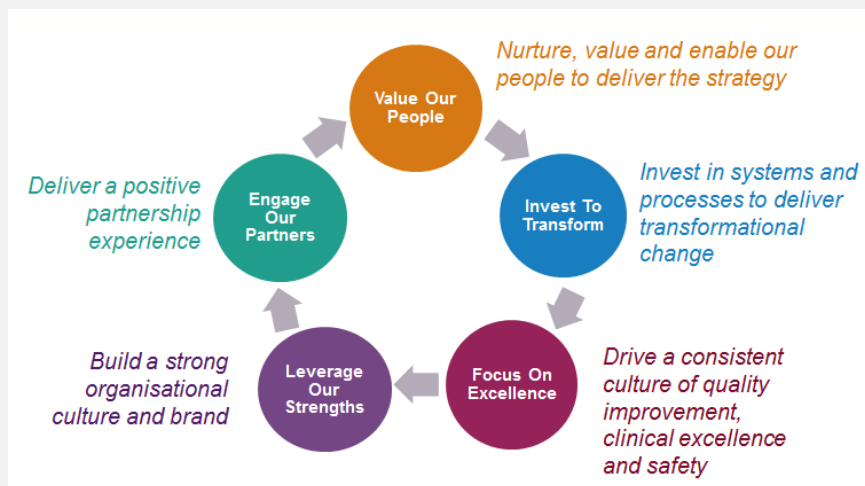 Value Our
People
Nurture, value and enable our
people to deliver the strategy
Invest To
Transform
Invest in systems and
processes to deliver
transformational
change
Focus On
Excellence
Drive a consistent
culture of quality
improvement,
clinical excellence
and safety
Leverage
Our
Strengths
Build a strong
organisational
culture and brand
Engage
Our
Partners
Deliver a positive
partnership
experience